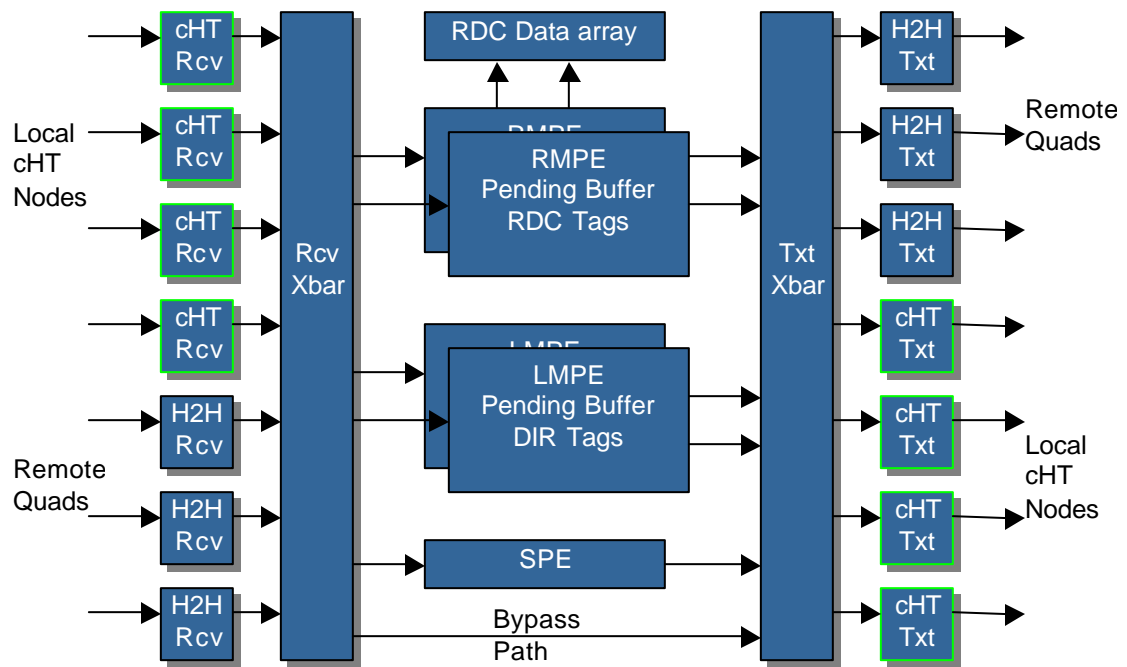 cHT
Rcv
cHT
Rcv
cHT
Rcv
cHT
Rcv
H2H
Rcv
H2H
Rcv
H2H
Rcv
Local
cHT
Nodes
Remote
Quads
Rcv
Xbar
RDC Data array
RMPE
Pending Buffer
RDC Tags
LMPE
Pending Buffer
DIR Tags
SPE
Bypass
Path
Txt
Xbar
H2H
Txt
H2H
Txt
H2H
Txt
cHT
Txt
cHT
Txt
cHT
Txt
cHT
Txt
Remote
Quads
Local
cHT
Nodes